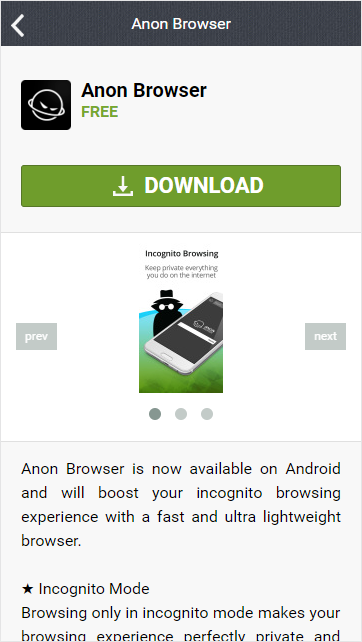 Anon Browser
Anon Browser
FREE
DOWNLOAD
Incognito Browsing
Keep private everything
you do on the internet
prev
next
Anon Browser is now available on Android
and will boost your incognito browsing
experience with a fast and ultra lightweight
browser.
★ Incognito Mode
Browsing only in incognito mode makes your
browsing experience perfectly private and